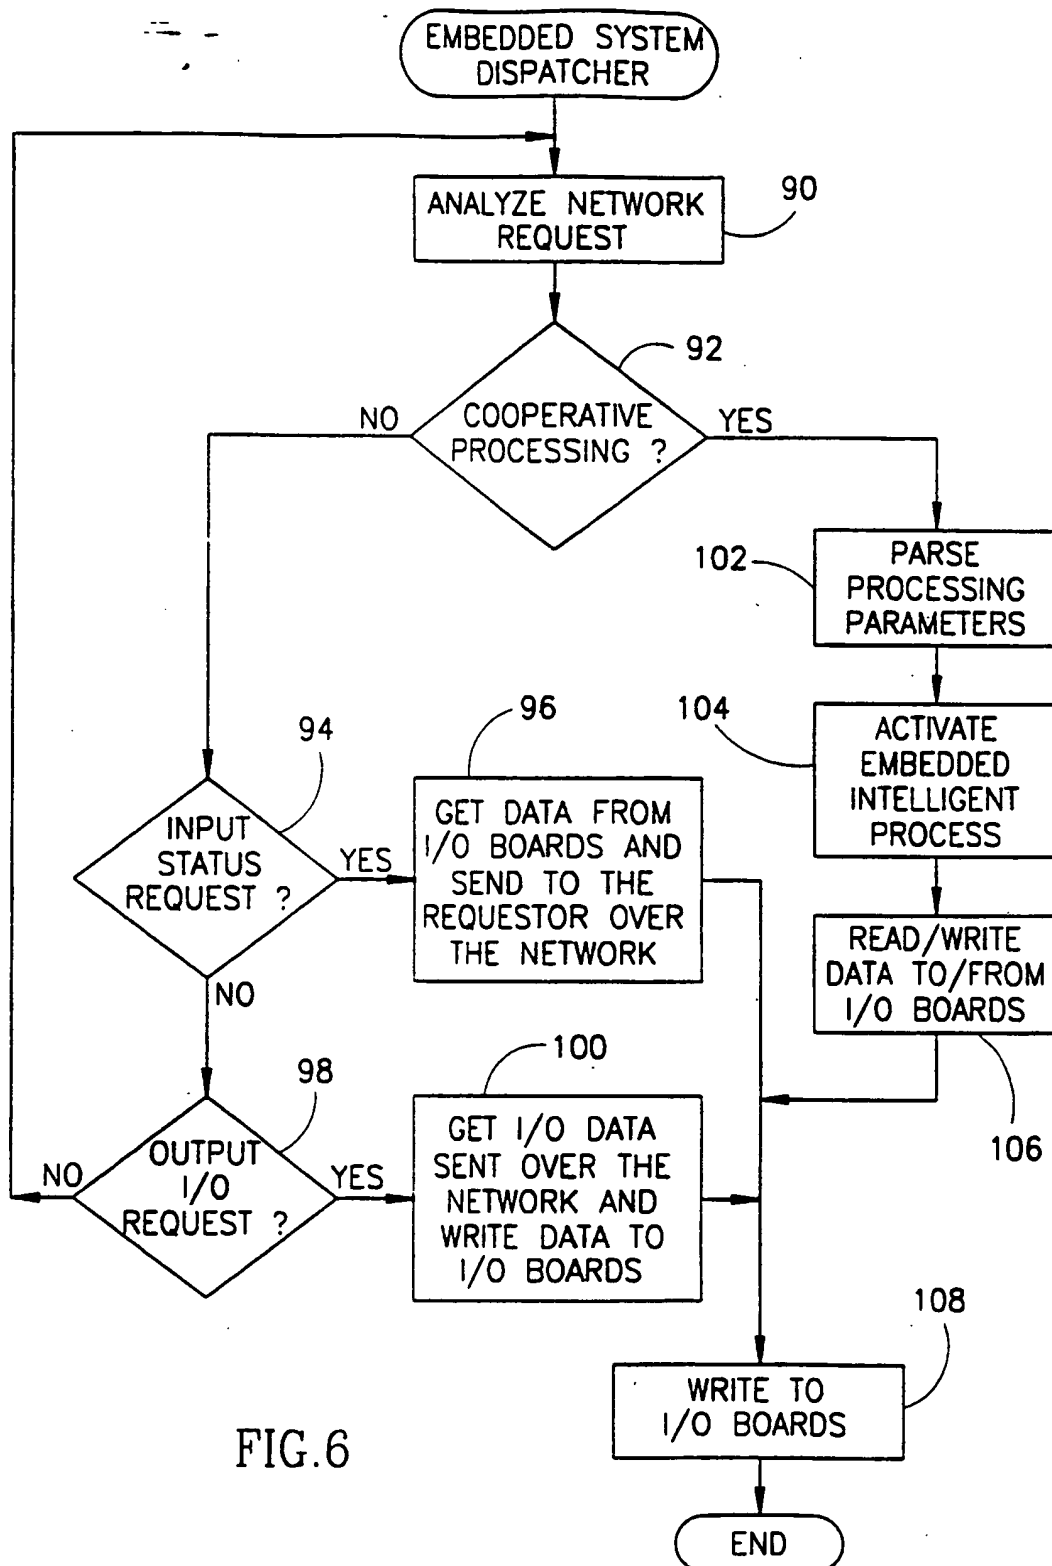 EMBEDDED SYSTEM
DISPATCHER
ANALYZE NETWORK
REQUEST
90
92
COOPERATIVE
PROCESSING ?
NO
YES
102
PARSE
PROCESSING
PARAMETERS
104
ACTIVATE
EMBEDDED
INTELLIGENT
PROCESS
94
INPUT
STATUS
REQUEST ?
YES
NO
96
GET DATA FROM
I/O BOARDS AND
SEND TO THE
REQUESTOR OVER
THE NETWORK
READ/WRITE
DATA TO/FROM
I/O BOARDS
106
98
OUTPUT
I/O
REQUEST ?
NO
YES
100
GET I/O DATA
SENT OVER THE
NETWORK AND
WRITE DATA TO
I/O BOARDS
108
WRITE TO
I/O BOARDS
END
FIG.6